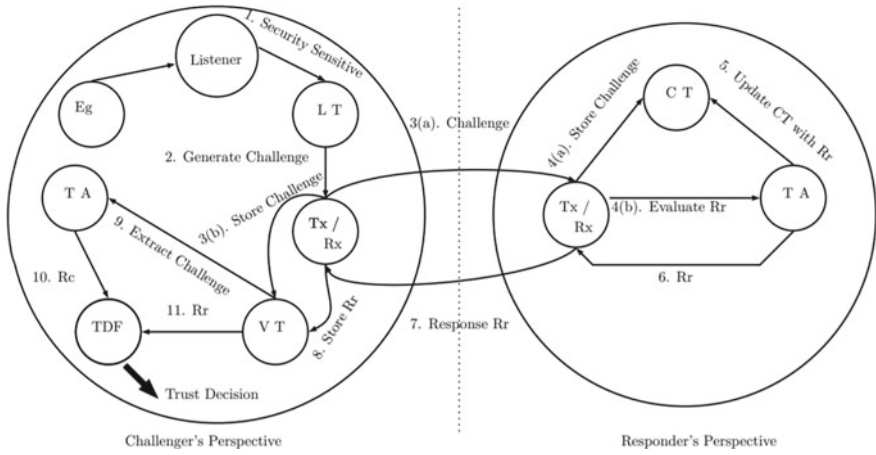 1. Security Sensitive
Listener
Eg
L T
2. Generate Challenge
3(a). Challenge
3(b). Store Challenge
T A
Tx /
Rx
9. Extract Challenge
10. Rc
11. Rr
TDF
V T
8. Store Rr
7. Response Rr
Trust Decision
Challenger's Perspective
C T
4(a). Store Challenge
5. Update CT with Rr
Tx /
Rx
4(b). Evaluate Rr
T A
6. Rr
Responder's Perspective